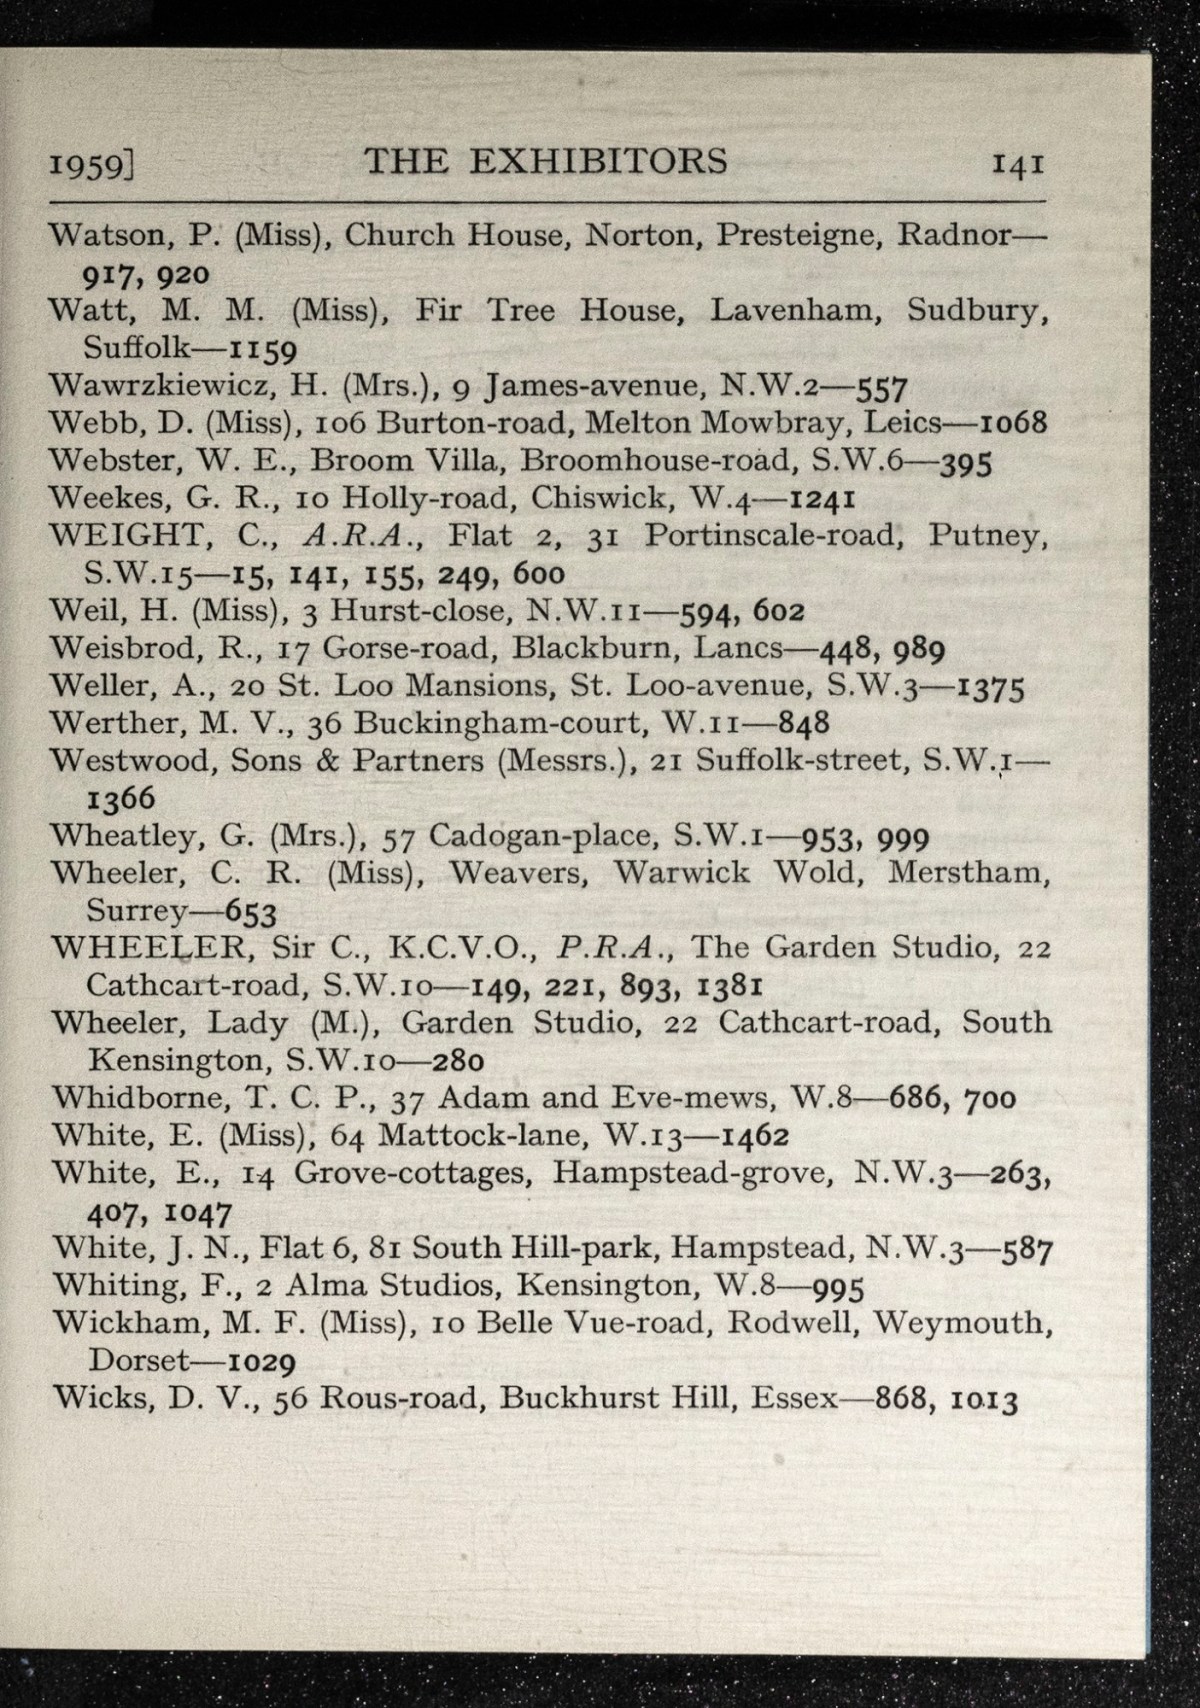 1959] THE EXHIBITORS 141
Watson, P. (Miss), Church House, Norton, Presteigne, Radnor—
917, 920
Watt, M. M. (Miss), Fir Tree House, Lavenham, Sudbury,
Suffolk—1159
Wawrzkiewicz, H. (Mrs.), 9 James-avenue, N.W.2—557
Webb, D. (Miss), 106 Burton-road, Melton Mowbray, Leics—1068
Webster, W. E., Broom Villa, Broomhouse-road, S.W.6—395
Weekes, G. R., 10 Holly-road, Chiswick, W.4—1241
WEIGHT, C., A.R.A., Flat 2, 31 Portinscale-road, Putney,
S.W.15—15, 141, 155, 249, 600
Weil, H. (Miss), 3 Hurst-close, N.W.11—594, 602
Weisbrod, R., 17 Gorse-road, Blackburn, Lancs—448, 989
Weller, A., 20 St. Loo Mansions, St. Loo-avenue, S.W.3—1375
Werther, M. V., 36 Buckingham-court, W.11—848
Westwood, Sons & Partners (Messrs.), 21 Suffolk-street, S.W.1—
1366
Wheatley, G. (Mrs.), 57 Cadogan-place, S.W.1—953, 999
Wheeler, C. R. (Miss), Weavers, Warwick Wold, Merstham,
Surrey—653
WHEELER, Sir C., K.C.V.O., P.R.A., The Garden Studio, 22
Cathcart-road, S.W.10—149, 221, 893, 1381
Wheeler, Lady (M.), Garden Studio, 22 Cathcart-road, South
Kensington, S.W.10—280
Whidborne, T. C. P., 37 Adam and Eve-mews, W.8—686, 700
White, E. (Miss), 64 Mattock-lane, W.13—1462
White, E., 14 Grove-cottages, Hampstead-grove, N.W.3—263,
407, 1047
White, J. N., Flat 6, 81 South Hill-park, Hampstead, N.W.3—587
Whiting, F., 2 Alma Studios, Kensington, W.8—995
Wickham, M. F. (Miss), 10 Belle Vue-road, Rodwell, Weymouth,
Dorset—1029
Wicks, D. V., 56 Rous-road, Buckhurst Hill, Essex—868, 1013